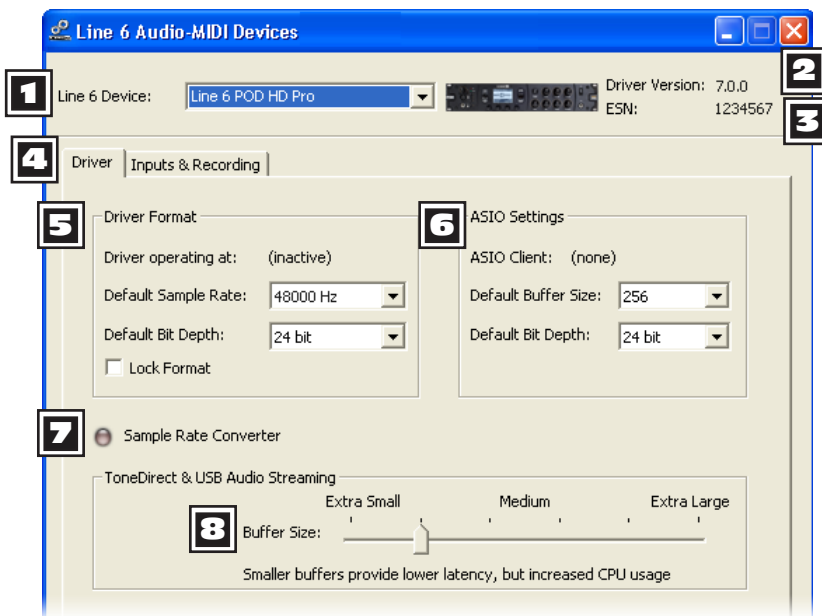 Line 6 Audio-MIDI Devices
1
Line 6 Device: Line 6 POD HD Pro
Driver Version: 7.0.0
2
ESN: 1234567
3
4
Driver Inputs & Recording
5
Driver Format
Driver operating at: (inactive)
Default Sample Rate: 48000 Hz
Default Bit Depth: 24 bit
Lock Format
6
ASIO Settings
ASIO Client: (none)
Default Buffer Size: 256
Default Bit Depth: 24 bit
7
Sample Rate Converter
ToneDirect & USB Audio Streaming
Extra Small Medium Extra Large
8
Buffer Size:
Smaller buffers provide lower latency, but increased CPU usage